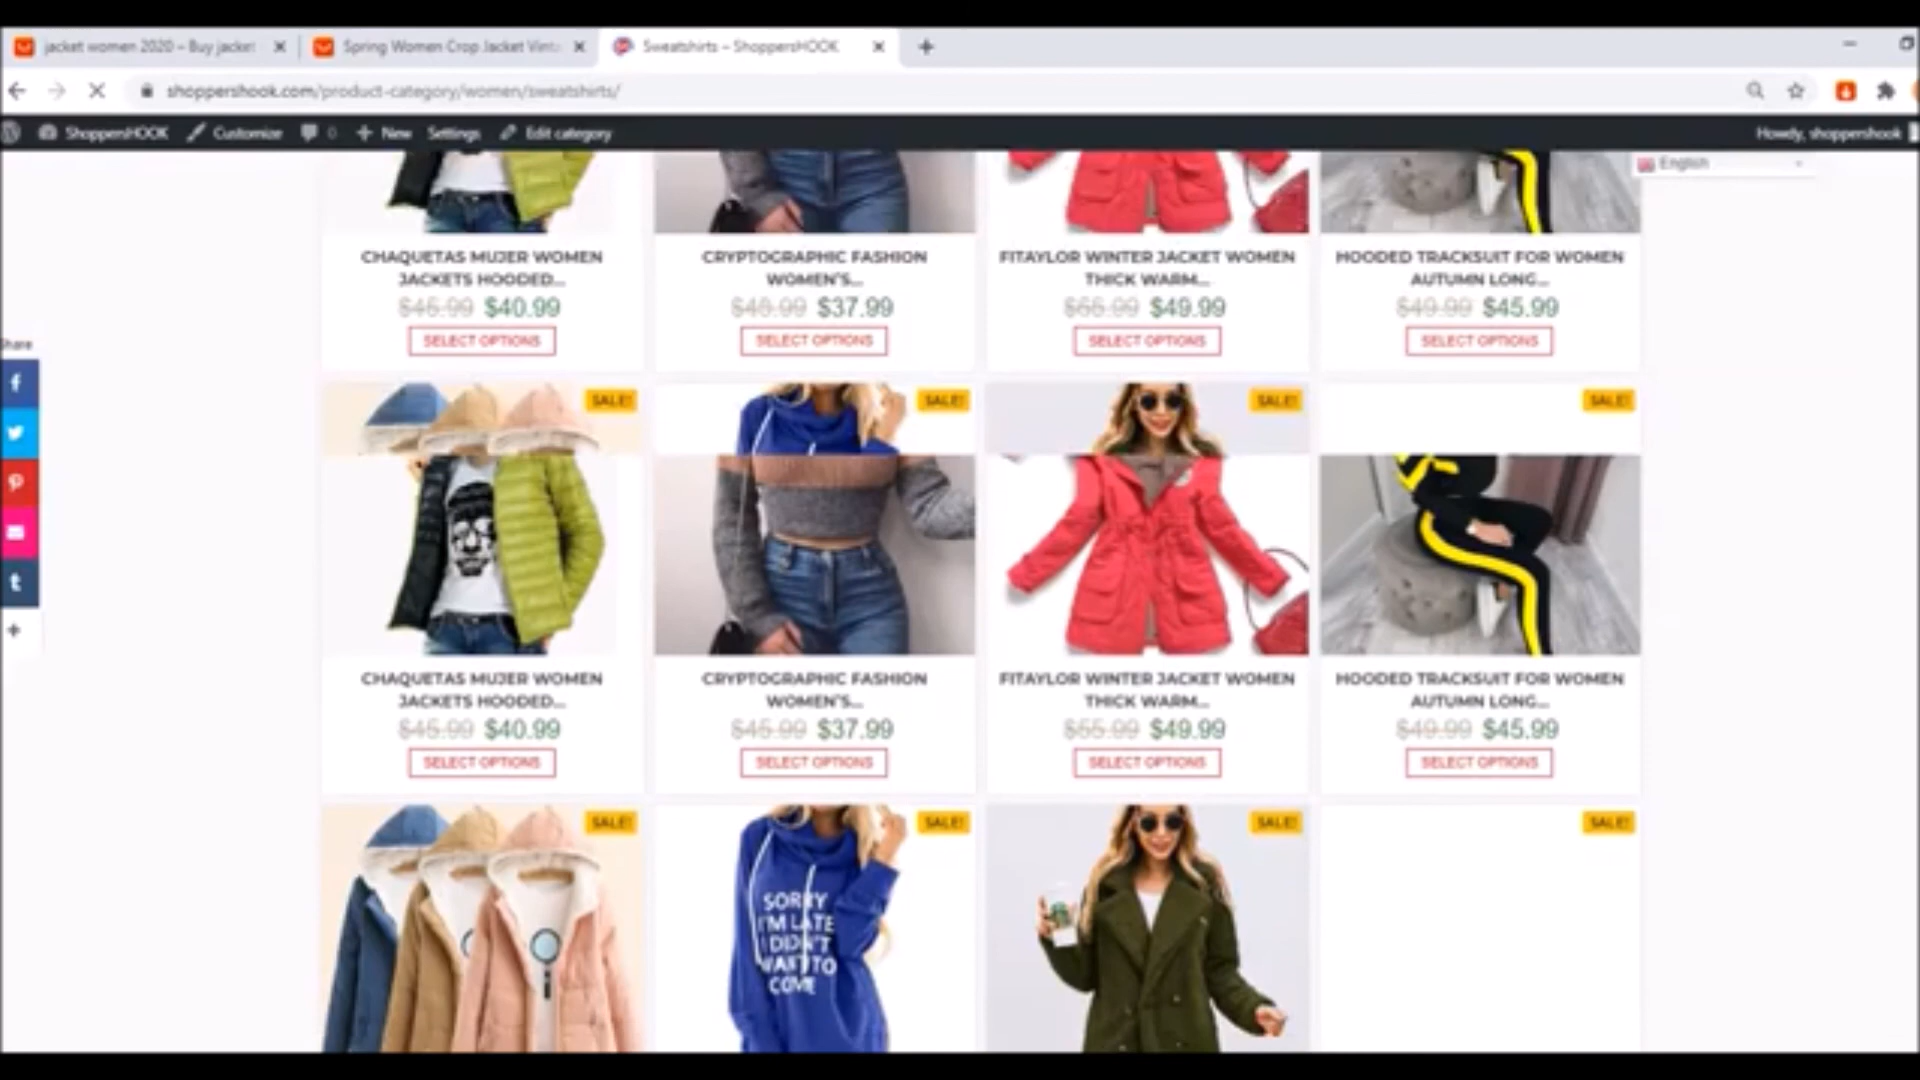 jacket women 2020 – Buy jacket
Spring Women Crop Jacket Vint
Sweatshirts – ShoppersHOOK
shoppershook.com/product-category/women/sweatshirts/
ShoppersHOOK Customize 0 New Settings Edit category Howdy, shoppershook
English
CHAQUETAS MUJER WOMEN
JACKETS HOODED...
$45.99 $40.99
SELECT OPTIONS
CRYPTOGRAPHIC FASHION
WOMEN'S...
$45.99 $37.99
SELECT OPTIONS
FITAYLOR WINTER JACKET WOMEN
THICK WARM...
$55.99 $49.99
SELECT OPTIONS
HOODED TRACKSUIT FOR WOMEN
AUTUMN LONG...
$49.99 $45.99
SELECT OPTIONS
Share
SALE!
SALE!
SALE!
SALE!
CHAQUETAS MUJER WOMEN
JACKETS HOODED...
$45.99 $40.99
SELECT OPTIONS
CRYPTOGRAPHIC FASHION
WOMEN'S...
$45.99 $37.99
SELECT OPTIONS
FITAYLOR WINTER JACKET WOMEN
THICK WARM...
$55.99 $49.99
SELECT OPTIONS
HOODED TRACKSUIT FOR WOMEN
AUTUMN LONG...
$49.99 $45.99
SELECT OPTIONS
SALE!
SALE!
SALE!
SALE!
SORRY
I'M LATE
I DIDN'T
WANT TO
COME